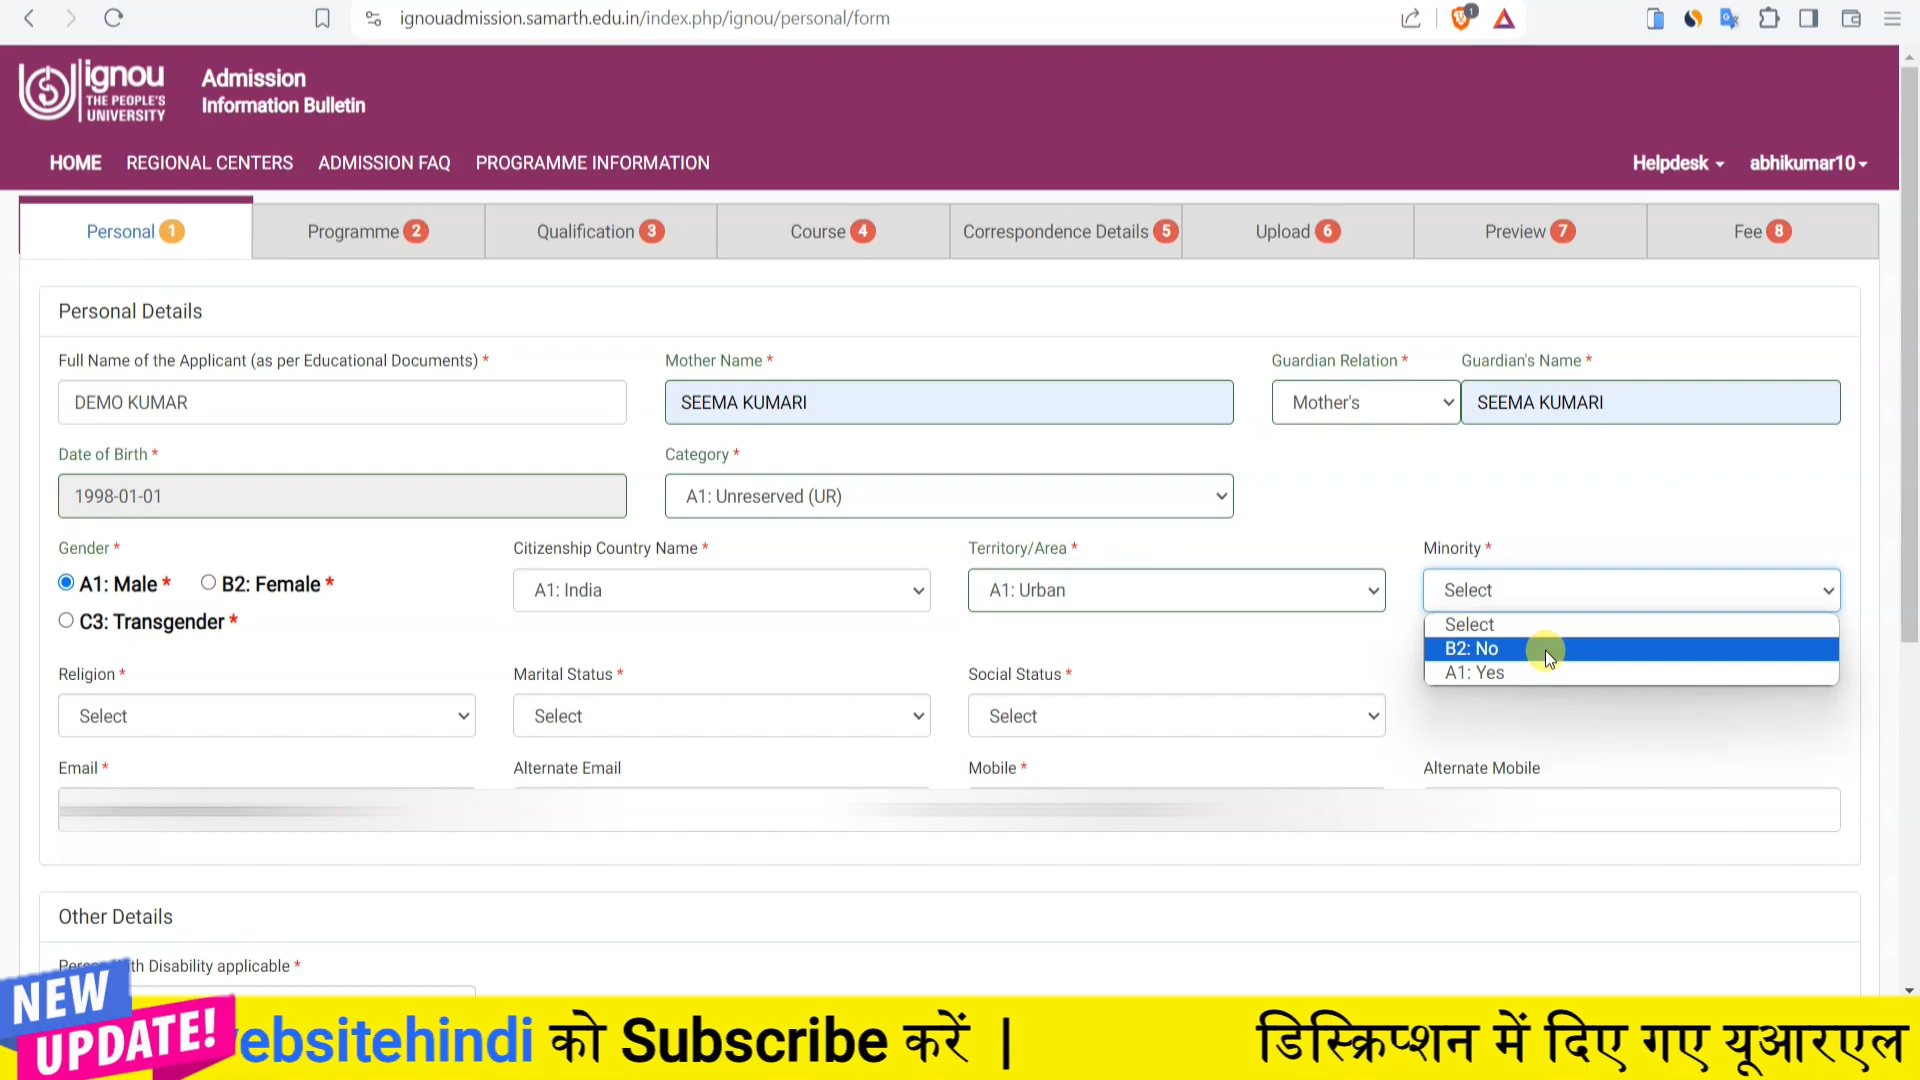 ignouadmission.samarth.edu.in/index.php/ignou/personal/form
1
ignou
THE PEOPLE'S
UNIVERSITY
Admission
Information Bulletin
HOME REGIONAL CENTERS ADMISSION FAQ PROGRAMME INFORMATION Helpdesk abhikumar10
Personal 1 Programme 2 Qualification 3 Course 4 Correspondence Details 5 Upload 6 Preview 7 Fee 8
Personal Details
Full Name of the Applicant (as per Educational Documents) * Mother Name * Guardian Relation * Guardian's Name *
DEMO KUMAR SEEMA KUMARI Mother's SEEMA KUMARI
Date of Birth * Category *
1998-01-01 A1: Unreserved (UR)
Gender * Citizenship Country Name * Territory/Area * Minority *
A1: Male * B2: Female * A1: India A1: Urban Select
C3: Transgender * Select
B2: No
A1: Yes
Religion * Marital Status * Social Status *
Select Select Select
Email * Alternate Email Mobile * Alternate Mobile
Other Details
th Disability applicable *
NEW
UPDATE!
ebsitehindi को Subscribe करें | डिस्क्रिप्शन में दिए गए यूआरएल